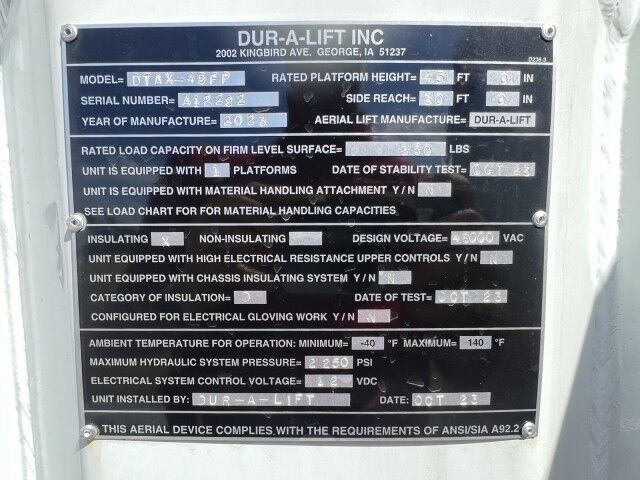 DUR-A-LIFT INC
2002 KINGBIRD AVE. GEORGE, IA 51237
D236-3
MODEL= DTAX-49FP RATED PLATFORM HEIGHT= 45 FT 0 IN
SERIAL NUMBER= A12292 SIDE REACH= 30 FT 0 IN
YEAR OF MANUFACTURE= 2023 AERIAL LIFT MANUFACTURE= DUR-A-LIFT
RATED LOAD CAPACITY ON FIRM LEVEL SURFACE= 350 LBS
UNIT IS EQUIPPED WITH 1 PLATFORMS DATE OF STABILITY TEST= OCT 23
UNIT IS EQUIPPED WITH MATERIAL HANDLING ATTACHMENT Y/N N
SEE LOAD CHART FOR FOR MATERIAL HANDLING CAPACITIES
INSULATING X NON-INSULATING DESIGN VOLTAGE= 46000 VAC
UNIT EQUIPPED WITH HIGH ELECTRICAL RESISTANCE UPPER CONTROLS Y/N N
UNIT EQUIPPED WITH CHASSIS INSULATING SYSTEM Y/N N
CATEGORY OF INSULATION= D DATE OF TEST= OCT 23
CONFIGURED FOR ELECTRICAL GLOVING WORK Y/N N
AMBIENT TEMPERATURE FOR OPERATION: MINIMUM= -40 °F MAXIMUM= 140 °F
MAXIMUM HYDRAULIC SYSTEM PRESSURE= 2250 PSI
ELECTRICAL SYSTEM CONTROL VOLTAGE= 12 VDC
UNIT INSTALLED BY: DUR-A-LIFT DATE: OCT 23
THIS AERIAL DEVICE COMPLIES WITH THE REQUIREMENTS OF ANSI/SIA A92.2